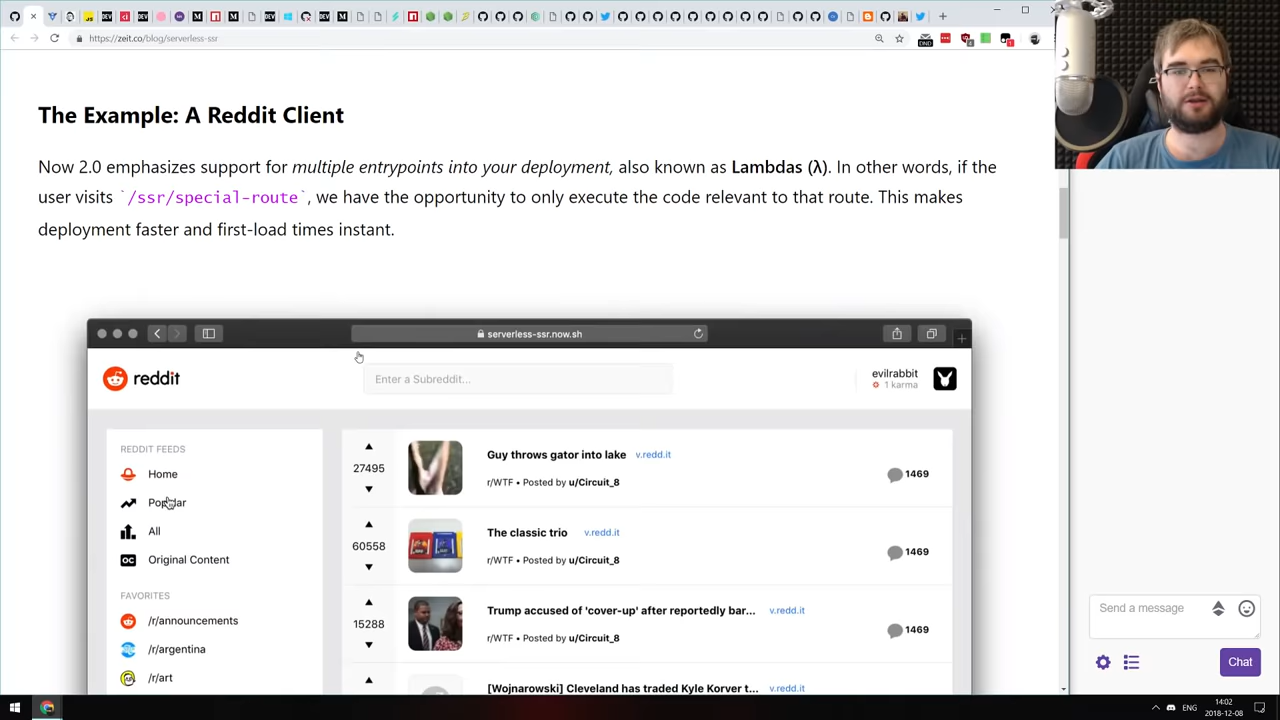 https://zeit.co/blog/serverless-ssr
The Example: A Reddit Client
Now 2.0 emphasizes support for multiple entrypoints into your deployment, also known as Lambdas (λ). In other words, if the
user visits `/ssr/special-route`, we have the opportunity to only execute the code relevant to that route. This makes
deployment faster and first-load times instant.
serverless-ssr.now.sh
reddit
Enter a Subreddit...
evilrabbit
1 karma
REDDIT FEEDS
Home
Popular
All
OC Original Content
FAVORITES
/r/announcements
/r/argentina
/r/art
27495
Guy throws gator into lake v.redd.it
r/WTF • Posted by u/Circuit_8
1469
60558
The classic trio v.redd.it
r/WTF • Posted by u/Circuit_8
1469
15288
Trump accused of 'cover-up' after reportedly bar... v.redd.it
r/WTF • Posted by u/Circuit_8
1469
[Wojnarowski] Cleveland has traded Kyle Korver t... v.redd.it
Send a message
Chat
ENG
14:02
2018-12-08